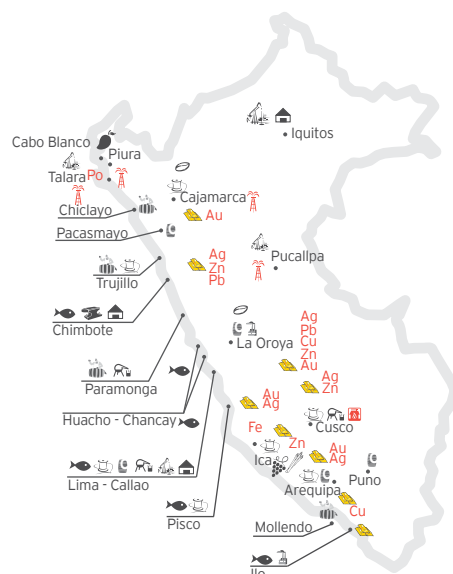 Iquitos
Cabo Blanco
Piura
Talara Po
Cajamarca
Chiclayo
Au
Pacasmayo
Ag
Zn
Pb
Pucallpa
Trujillo
Chimbote
Ag
Pb
Cu
Zn
Au
La Oroya
Ag
Zn
Paramonga
Au
Ag
Huacho - Chancay
Fe
Cusco
Zn
Au
Ag
Ica
Lima - Callao
Puno
Arequipa
Pisco
Cu
Mollendo
Ilo